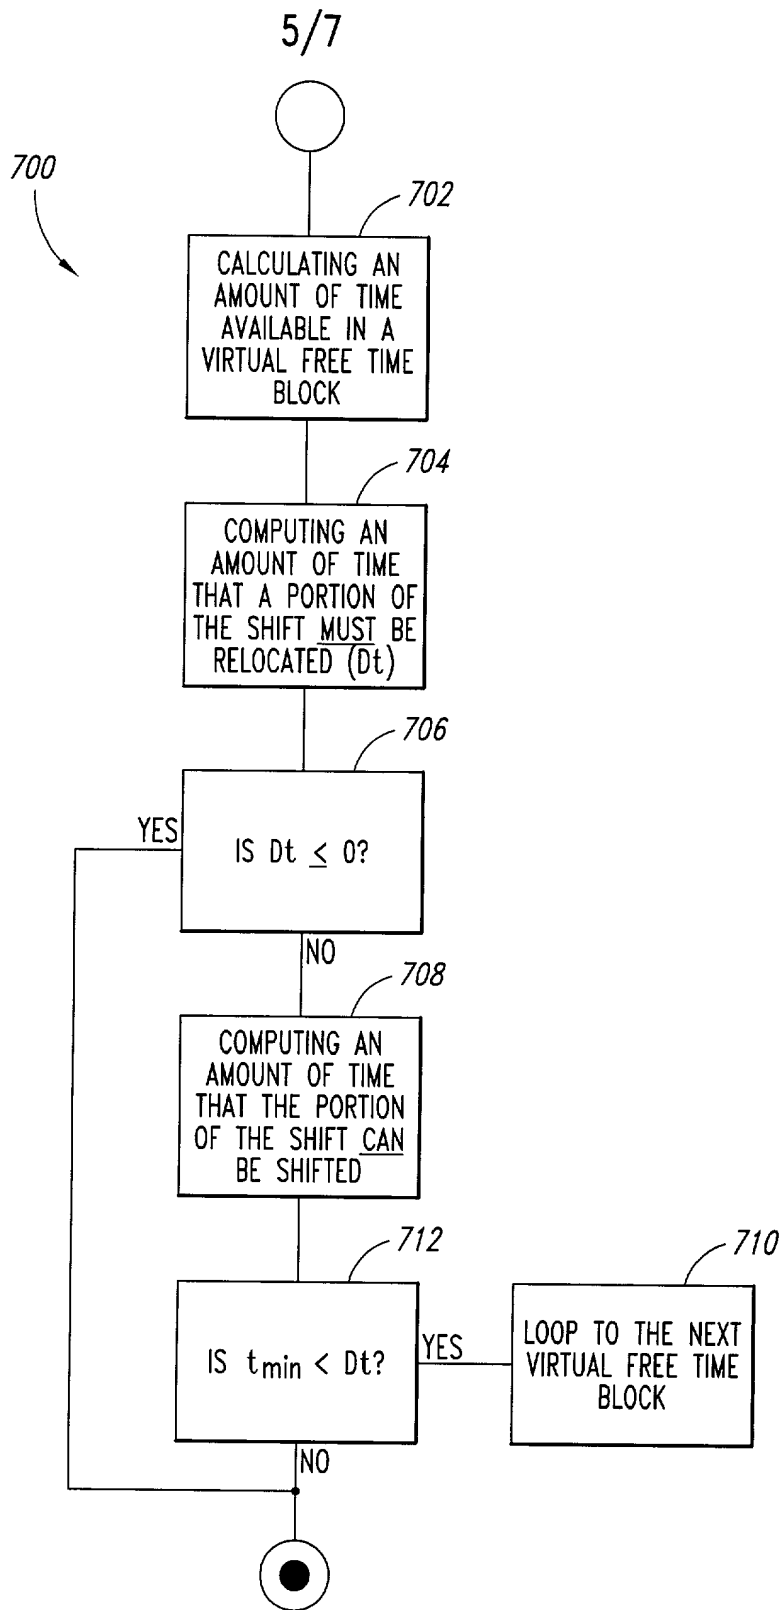 5/7
700
702
CALCULATING AN
AMOUNT OF TIME
AVAILABLE IN A
VIRTUAL FREE TIME
BLOCK
704
COMPUTING AN
AMOUNT OF TIME
THAT A PORTION OF
THE SHIFT MUST BE
RELOCATED (Dt)
706
YES
IS Dt ≤ 0?
NO
708
COMPUTING AN
AMOUNT OF TIME
THAT THE PORTION
OF THE SHIFT CAN
BE SHIFTED
712
710
IS tmin < Dt?
YES
LOOP TO THE NEXT
VIRTUAL FREE TIME
BLOCK
NO